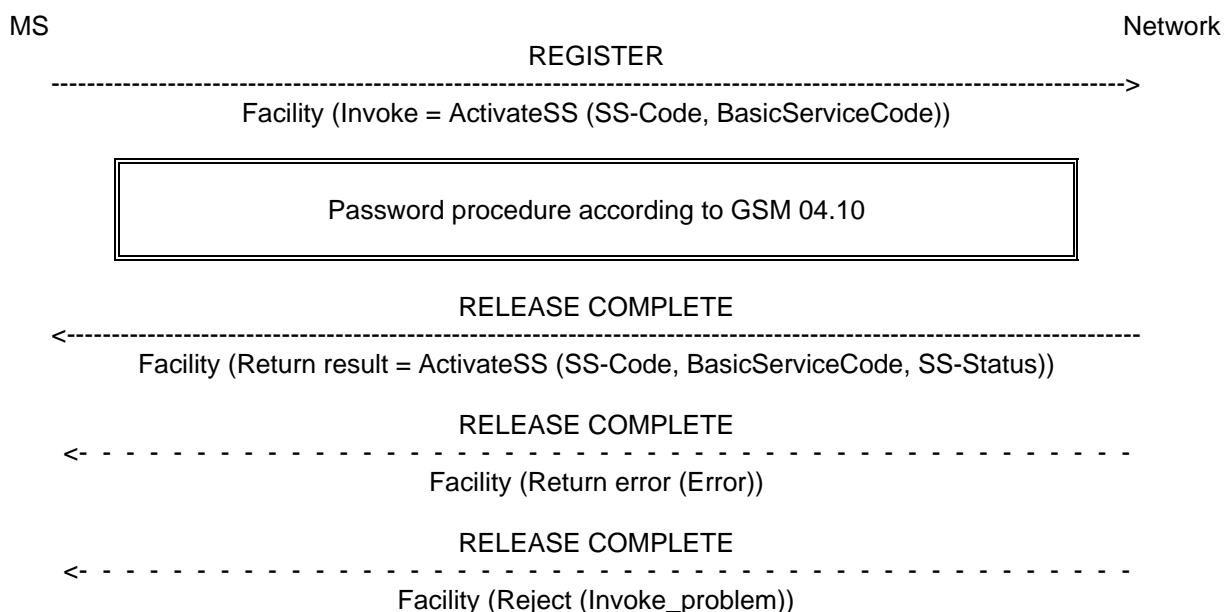 MS Network
REGISTER
Facility (Invoke = ActivateSS (SS-Code, BasicServiceCode))
Password procedure according to GSM 04.10
RELEASE COMPLETE
Facility (Return result = ActivateSS (SS-Code, BasicServiceCode, SS-Status))
RELEASE COMPLETE
Facility (Return error (Error))
RELEASE COMPLETE
Facility (Reject (Invoke_problem))